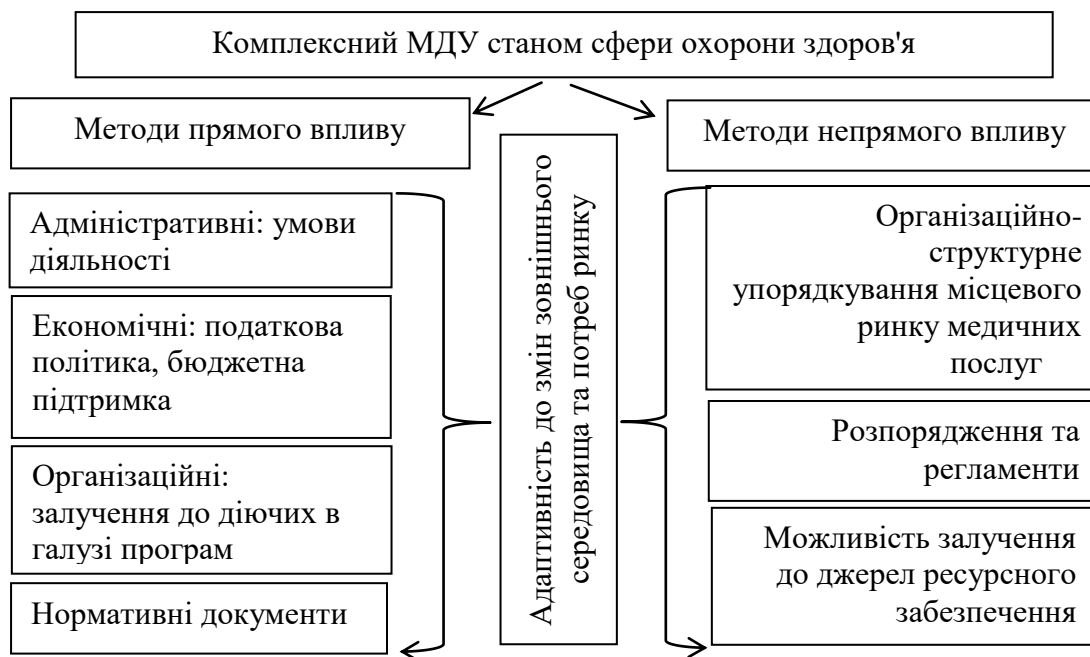 Комплексний МДУ станом сфери охорони здоров'я
Методи прямого впливу
Методи непрямого впливу
Адміністративні: умови
діяльності
Економічні: податкова
політика, бюджетна
підтримка
Організаційні:
залучення до діючих в
галузі програм
Нормативні документи
Адаптивність до змін зовнішнього
середовища та потреб ринку
Організаційно-
структурне
упорядкування місцевого
ринку медичних
послуг
Розпорядження та
регламенти
Можливість залучення
до джерел ресурсного
забезпечення